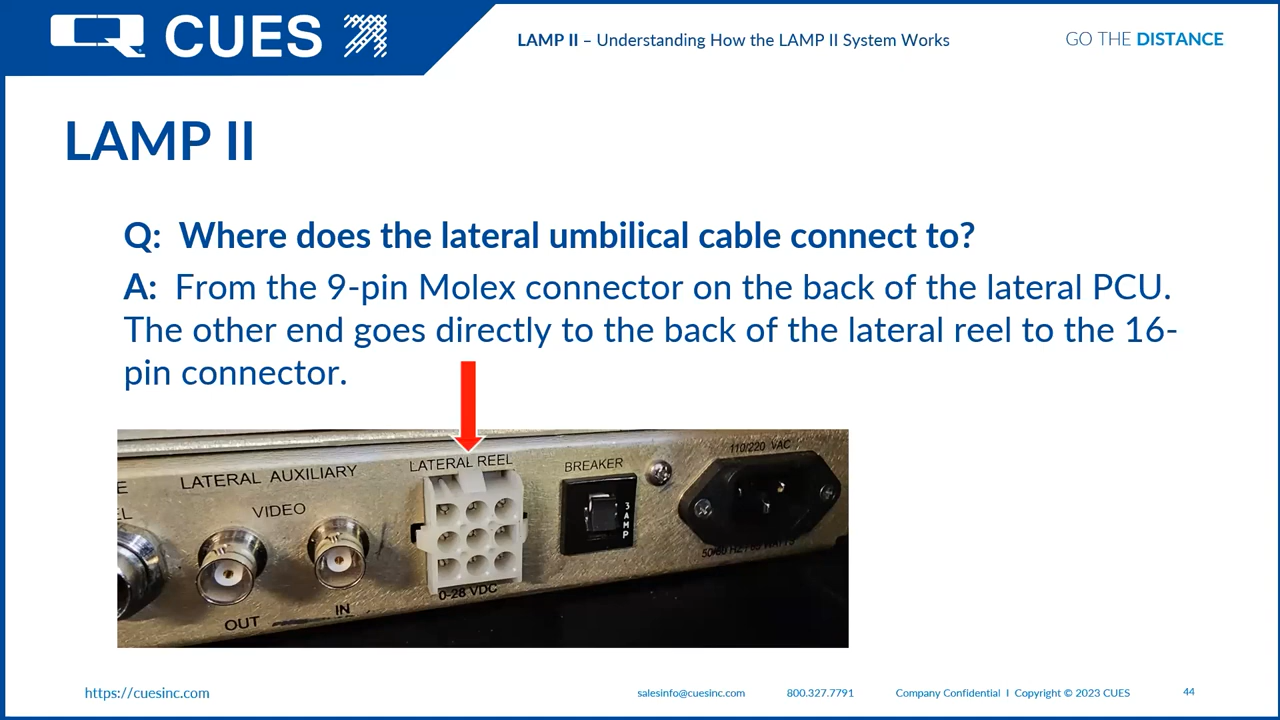 CUES
LAMP II – Understanding How the LAMP II System Works
GO THE DISTANCE
LAMP II
Q: Where does the lateral umbilical cable connect to?
A: From the 9-pin Molex connector on the back of the lateral PCU.
The other end goes directly to the back of the lateral reel to the 16-
pin connector.
LATERAL AUXILIARY
VIDEO
OUT
IN
LATERAL REEL
0-28 VDC
BREAKER
3 AMP
110/220 VAC
https://cuesinc.com
salesinfo@cuesinc.com
800.327.7791
Company Confidential I Copyright © 2023 CUES
44